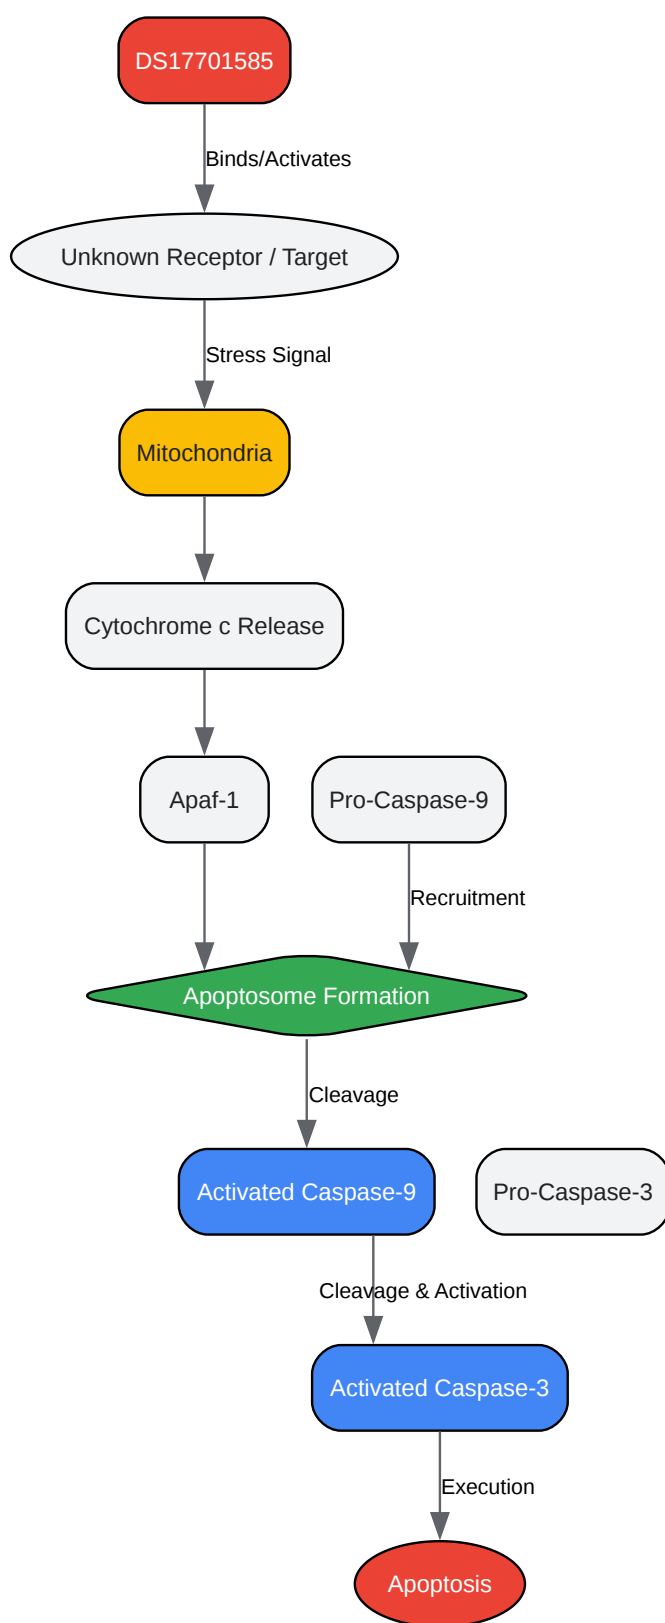 DS17701585
Binds/Activates
Unknown Receptor / Target
Stress Signal
Mitochondria
Cytochrome c Release
Apaf-1
Pro-Caspase-9
Recruitment
Apoptosome Formation
Cleavage
Activated Caspase-9
Pro-Caspase-3
Cleavage & Activation
Activated Caspase-3
Execution
Apoptosis